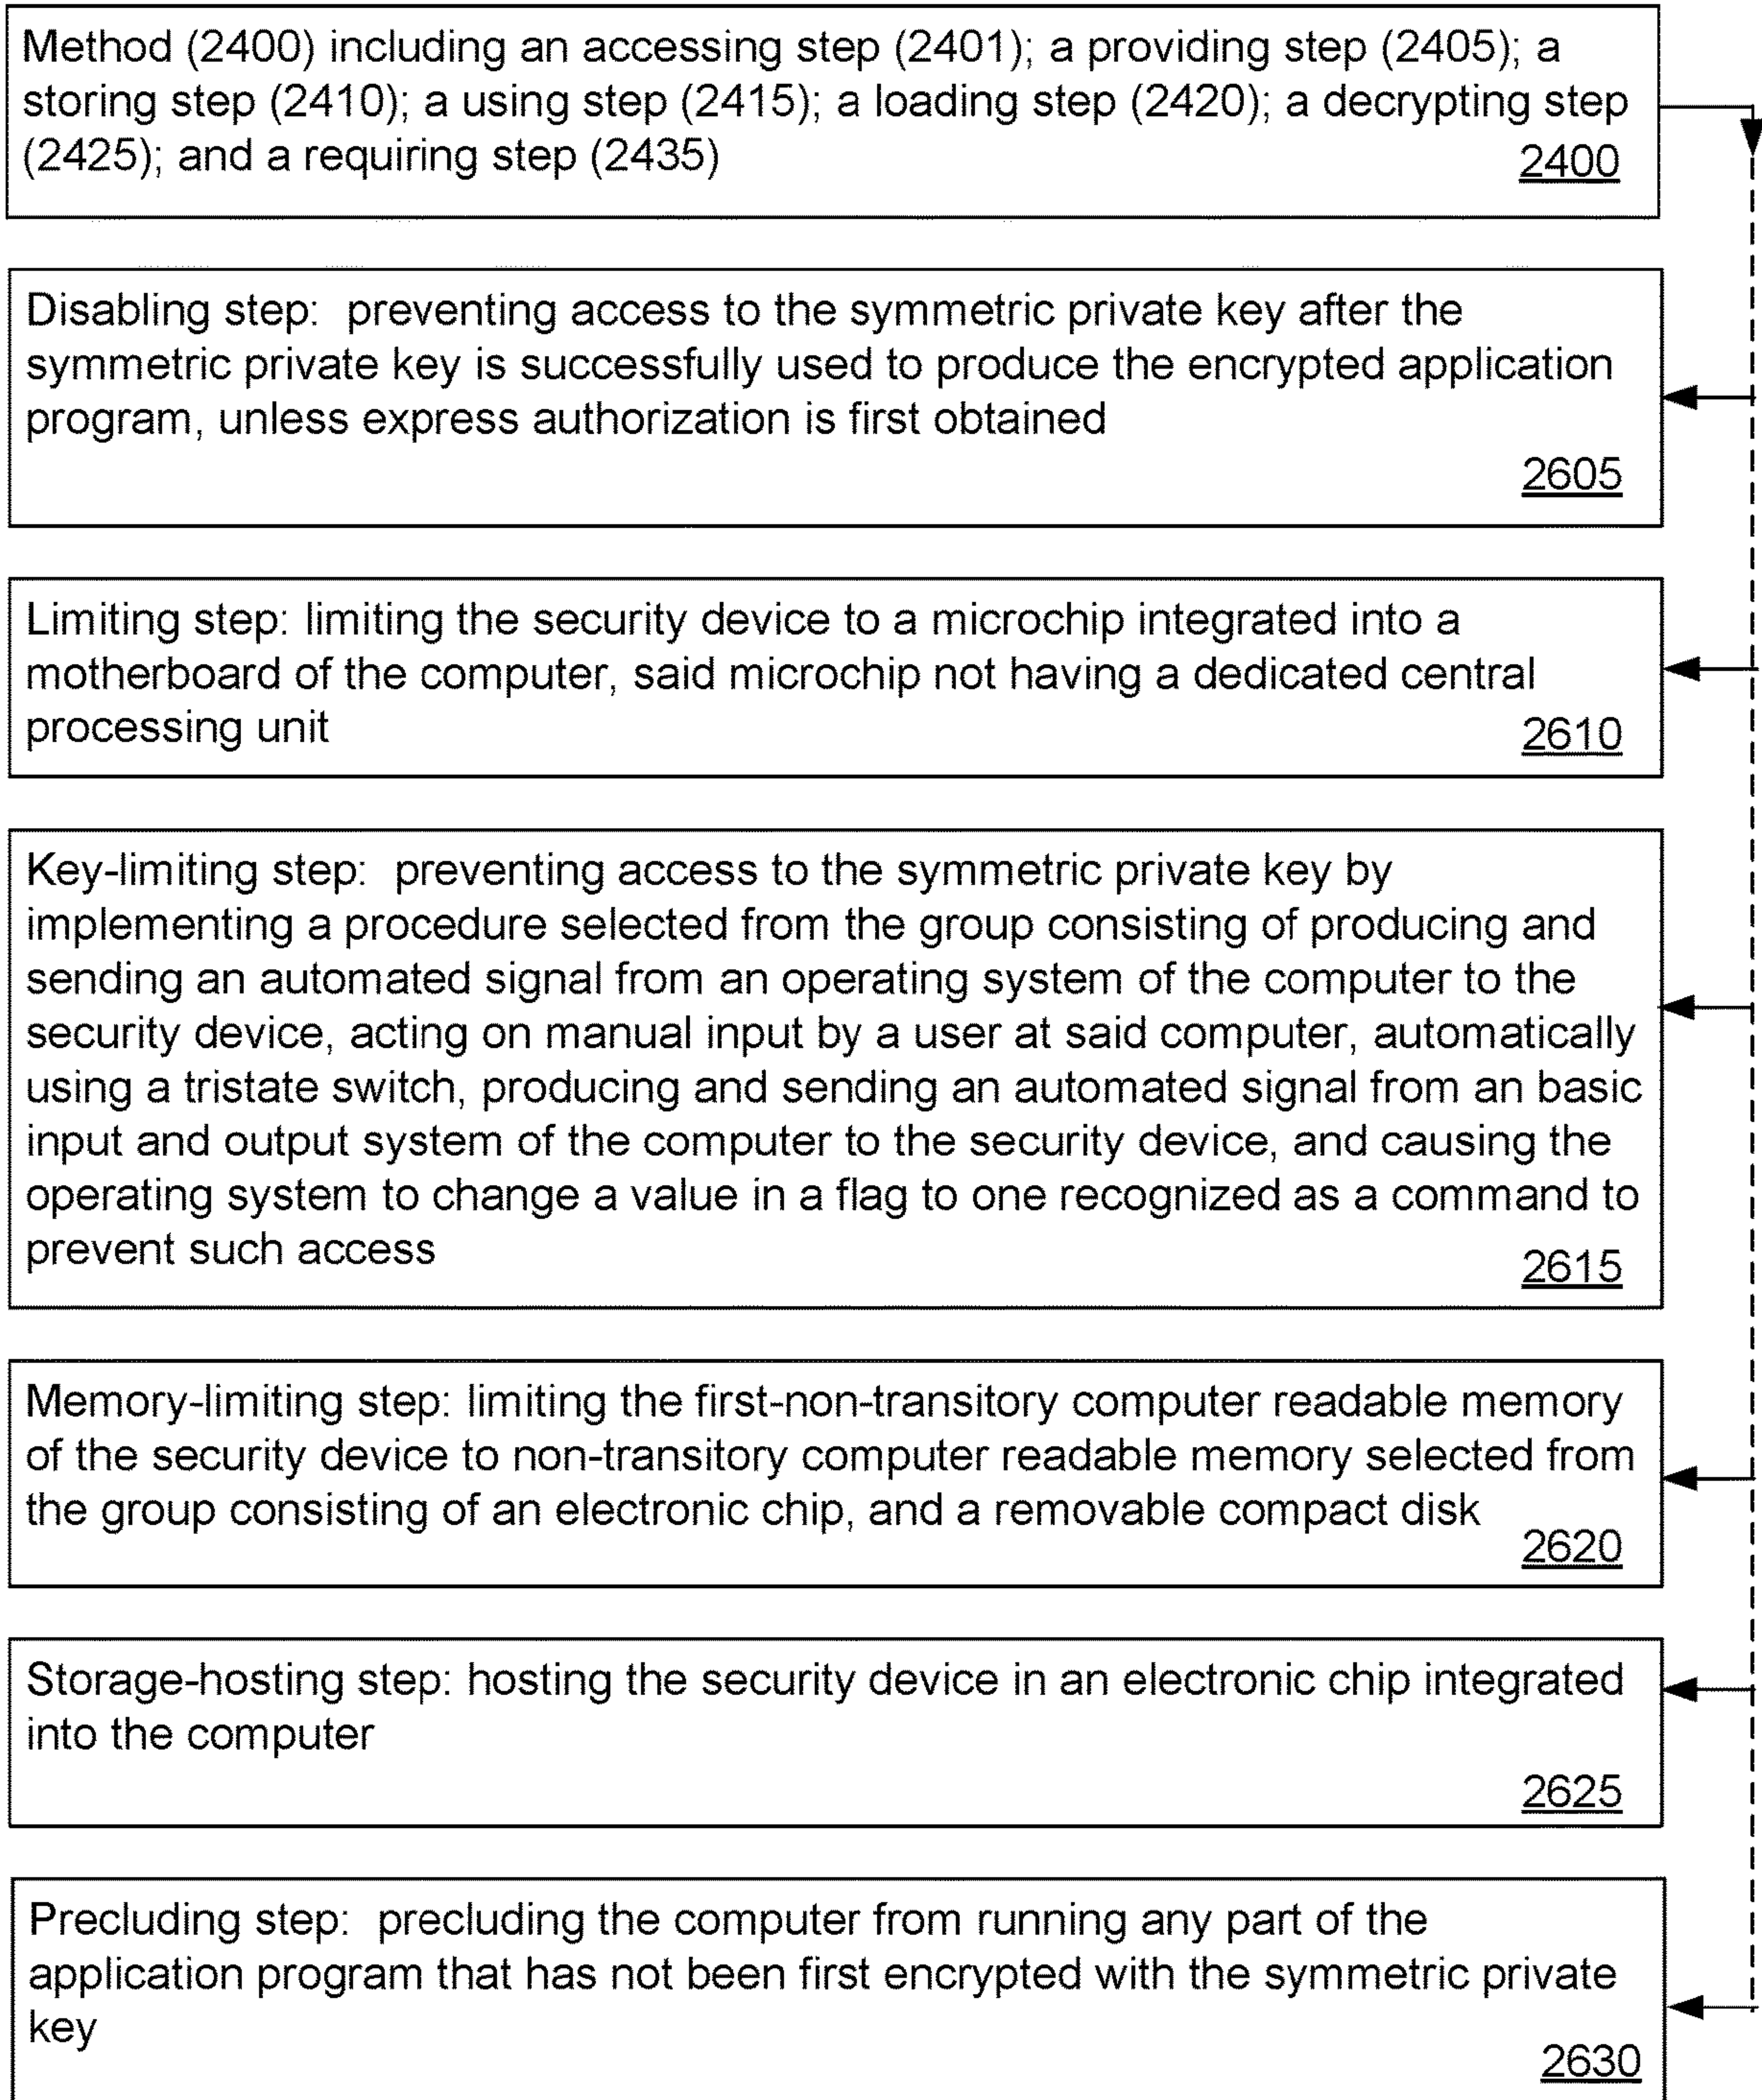 Method (2400) including an accessing step (2401); a providing step (2405); a
storing step (2410); a using step (2415); a loading step (2420); a decrypting step
(2425); and a requiring step (2435)
2400
Disabling step: preventing access to the symmetric private key after the
symmetric private key is successfully used to produce the encrypted application
program, unless express authorization is first obtained
2605
Limiting step: limiting the security device to a microchip integrated into a
motherboard of the computer, said microchip not having a dedicated central
processing unit
2610
Key-limiting step: preventing access to the symmetric private key by
implementing a procedure selected from the group consisting of producing and
sending an automated signal from an operating system of the computer to the
security device, acting on manual input by a user at said computer, automatically
using a tristate switch, producing and sending an automated signal from an basic
input and output system of the computer to the security device, and causing the
operating system to change a value in a flag to one recognized as a command to
prevent such access
2615
Memory-limiting step: limiting the first-non-transitory computer readable memory
of the security device to non-transitory computer readable memory selected from
the group consisting of an electronic chip, and a removable compact disk
2620
Storage-hosting step: hosting the security device in an electronic chip integrated
into the computer
2625
Precluding step: precluding the computer from running any part of the
application program that has not been first encrypted with the symmetric private
key
2630